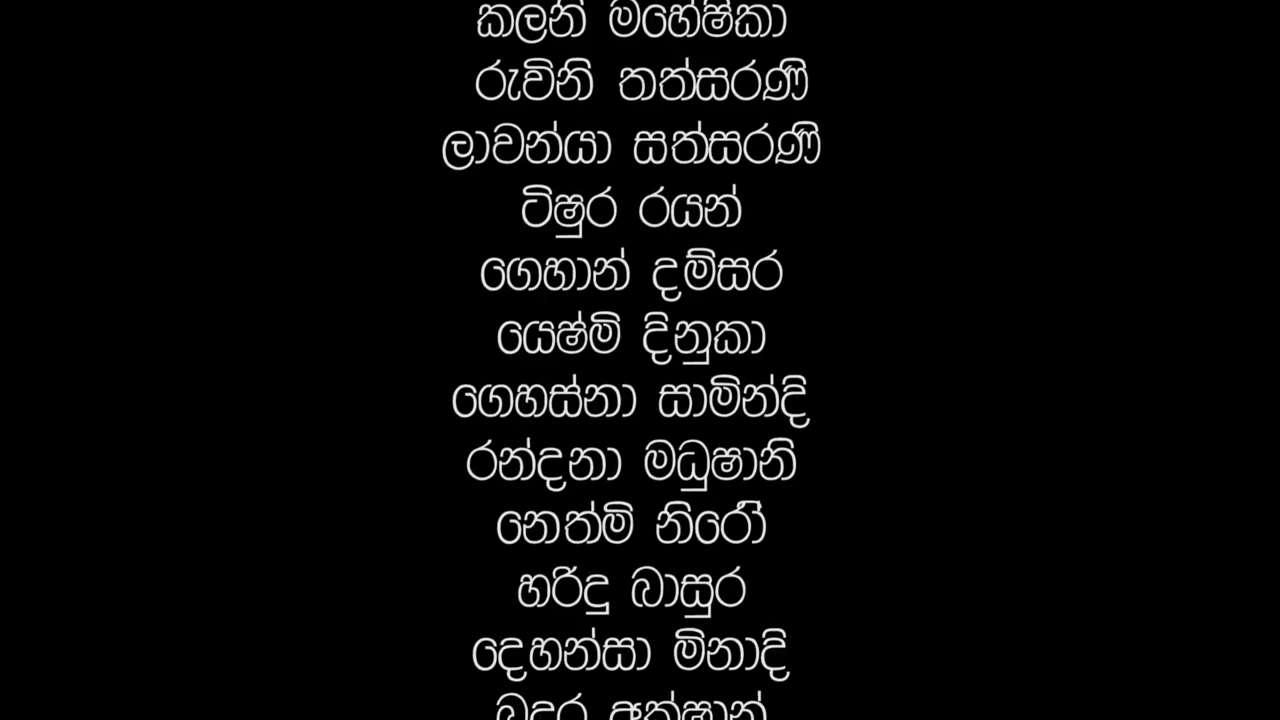 කලනි මහේෂිකා
රුවිනි තත්සරණි
ලාවන්යා සත්සරණි
ටිෂුර රයන්
ගෙහාන් දම්සර
යෙෂ්මි දිනුකා
ගෙහස්නා සාමින්දි
රන්දනා මධුෂානි
නෙත්මි නිරෝ
හරිදු බාසුර
දෙහන්සා මිනාදි